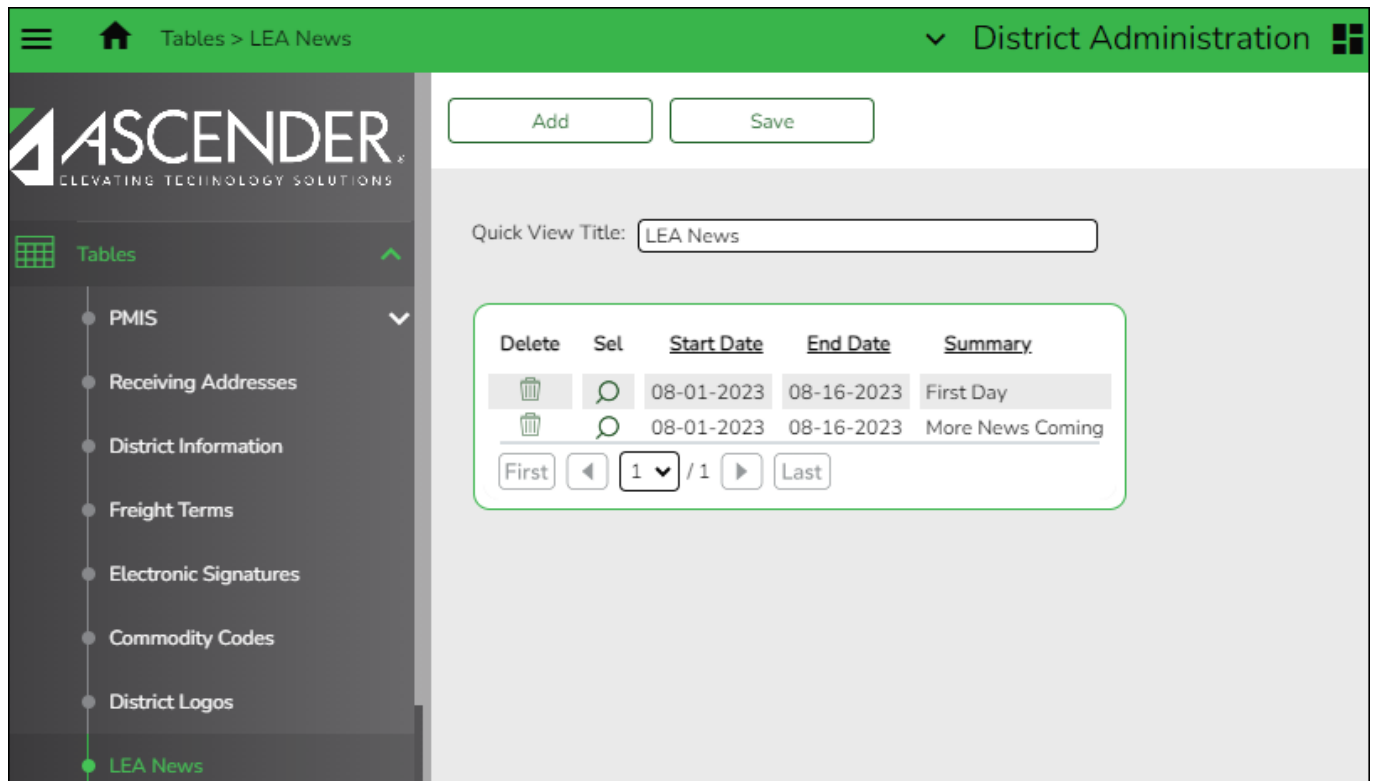 Tables > LEA News
District Administration
ASCENDER
ELEVATING TECHNOLOGY SOLUTIONS
Tables
PMIS
Receiving Addresses
District Information
Freight Terms
Electronic Signatures
Commodity Codes
District Logos
LEA News
Add Save
Quick View Title: LEA News
Delete Sel Start Date End Date Summary
08-01-2023 08-16-2023 First Day
08-01-2023 08-16-2023 More News Coming
First 1 / 1 Last